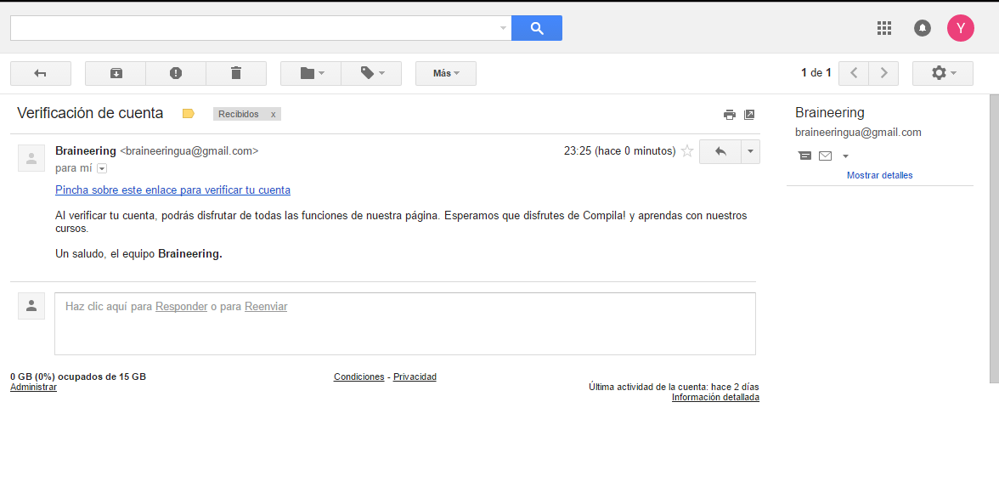 Y
Más
1 de 1
Verificación de cuenta
Recibidos x
Braineering
braineeringua@gmail.com
Mostrar detalles
Braineering <braineeringua@gmail.com>
23:25 (hace 0 minutos)
para mí
Pincha sobre este enlace para verificar tu cuenta
Al verificar tu cuenta, podrás disfrutar de todas las funciones de nuestra página. Esperamos que disfrutes de Compila! y aprendas con nuestros
cursos.
Un saludo, el equipo Braineering.
Haz clic aquí para Responder o para Reenviar
0 GB (0%) ocupados de 15 GB
Administrar
Condiciones - Privacidad
Última actividad de la cuenta: hace 2 días
Información detallada